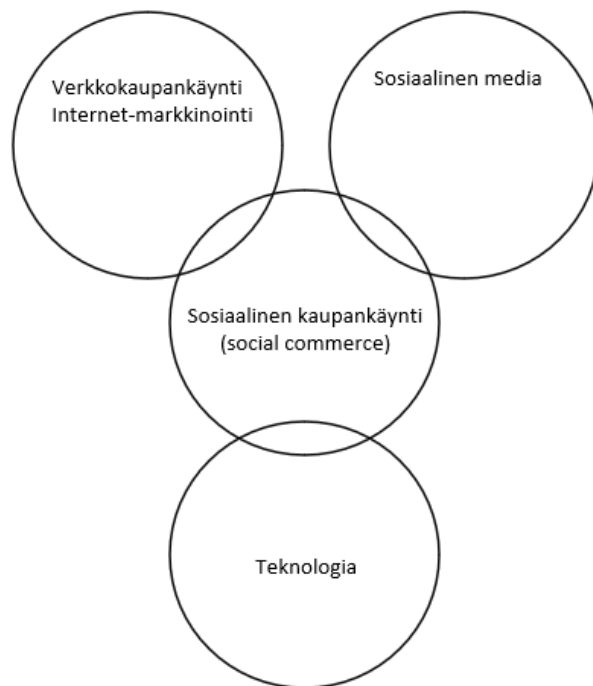 Verkkokaupankäynti
Internet-markkinointi
Sosiaalinen media
Sosiaalinen kaupankäynti
(social commerce)
Teknologia